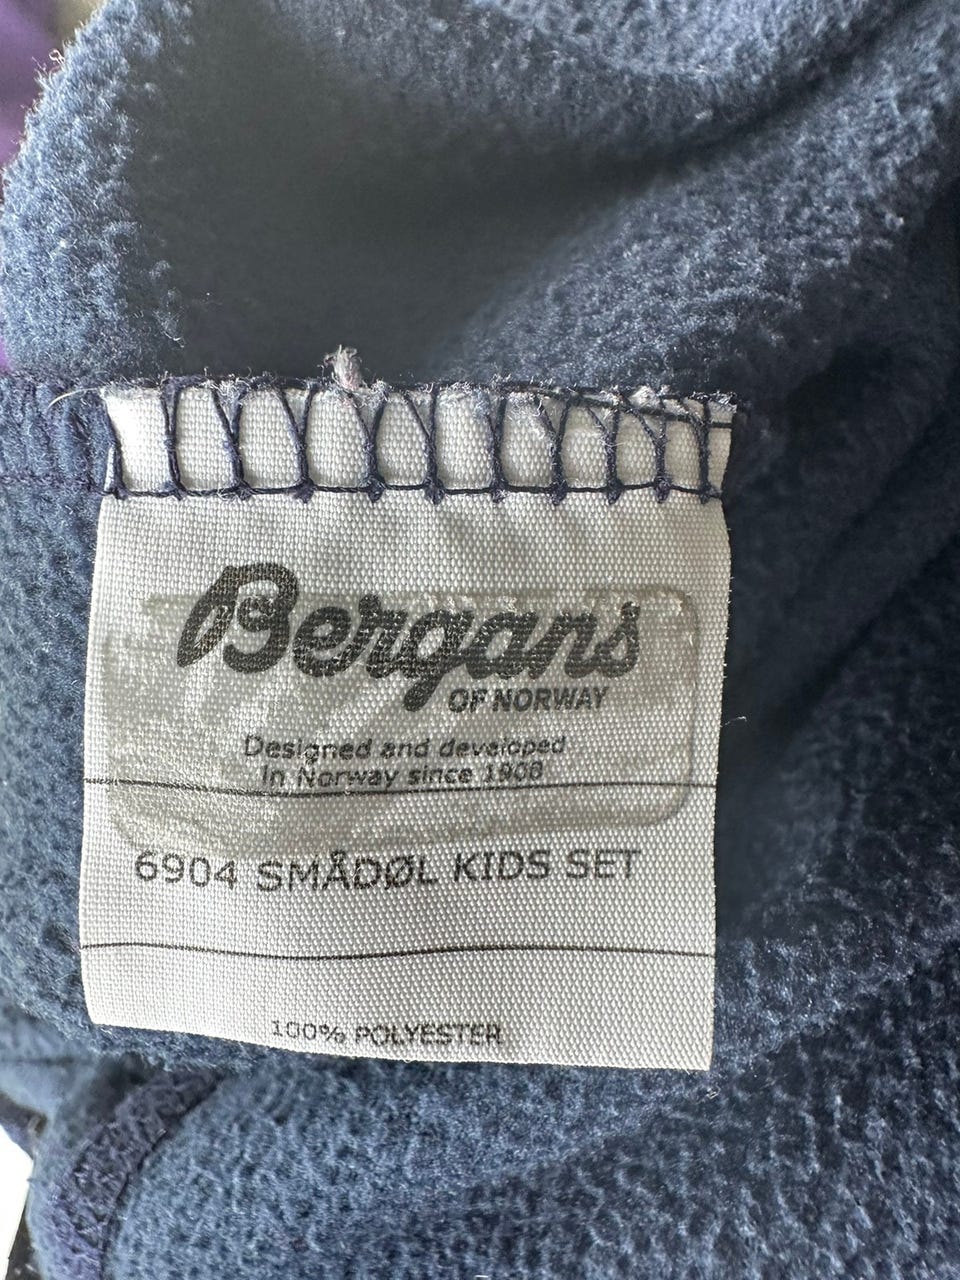 Bergans
OF NORWAY
Designed and developed
in Norway since 1908
6904 SMÅDØL KIDS SET
100% POLYESTER